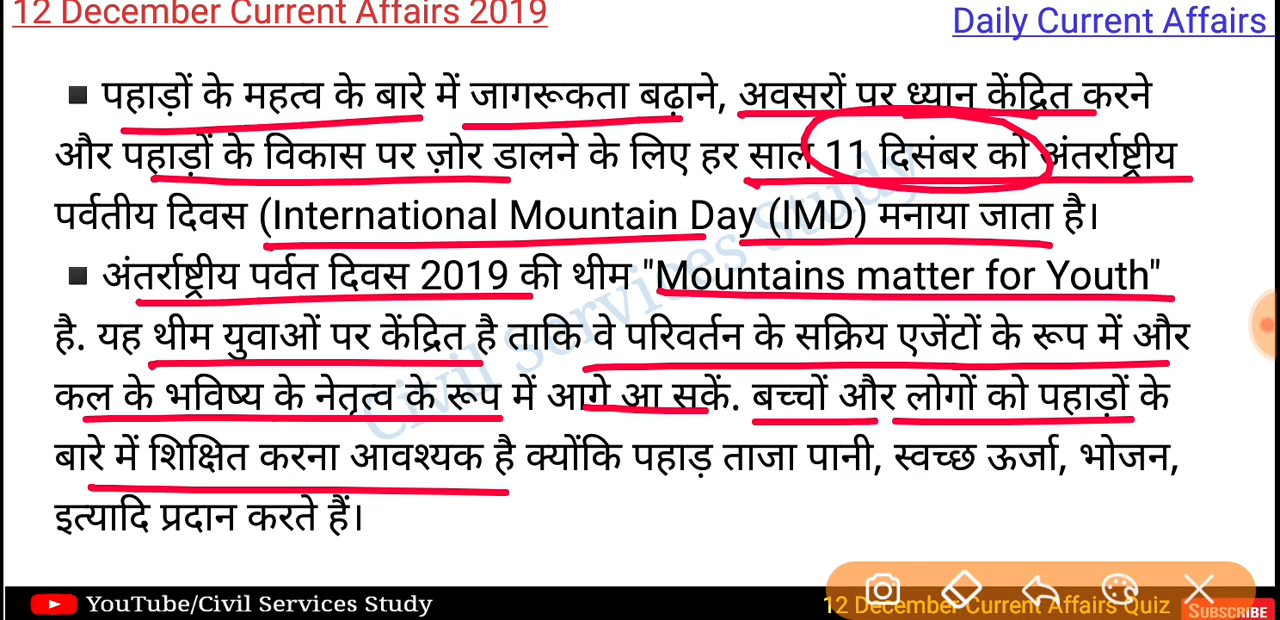 12 December Current Affairs 2019
Daily Current Affairs
▪ पहाड़ों के महत्व के बारे में जागरूकता बढ़ाने, अवसरों पर ध्यान केंद्रित करने
और पहाड़ों के विकास पर ज़ोर डालने के लिए हर साल 11 दिसंबर को अंतर्राष्ट्रीय
पर्वतीय दिवस (International Mountain Day (IMD) मनाया जाता है।
▪ अंतर्राष्ट्रीय पर्वत दिवस 2019 की थीम "Mountains matter for Youth"
है. यह थीम युवाओं पर केंद्रित है ताकि वे परिवर्तन के सक्रिय एजेंटों के रूप में और
कल के भविष्य के नेतृत्व के रूप में आगे आ सकें. बच्चों और लोगों को पहाड़ों के
बारे में शिक्षित करना आवश्यक है क्योंकि पहाड़ ताजा पानी, स्वच्छ ऊर्जा, भोजन,
इत्यादि प्रदान करते हैं।
Civil Services Study
YouTube/Civil Services Study
12 December Current Affairs Quiz
SUBSCRIBE